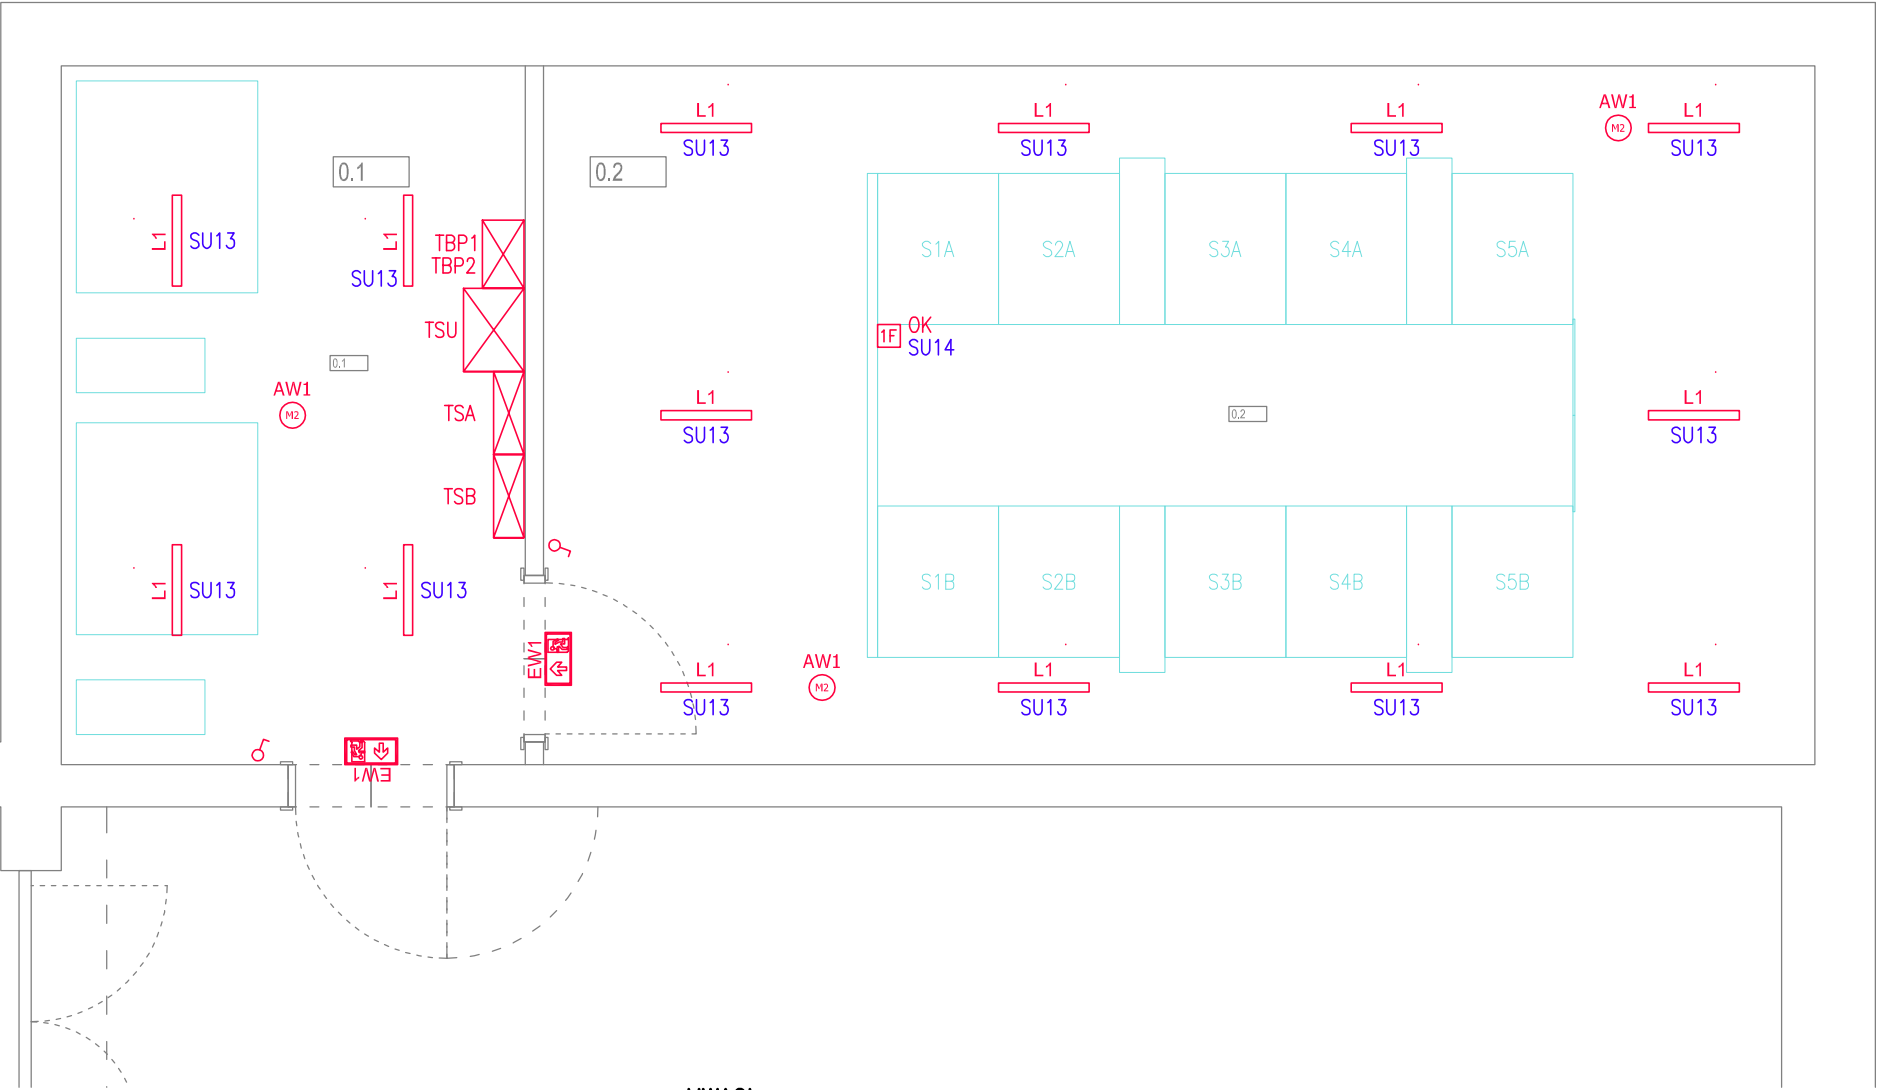 L1
SU13
L1
SU13
L1
SU13
AW1
M2
L1
SU13
0.1
0.2
L1
SU13
L1
SU13
TBP1
TBP2
TSU
TSA
TSB
0.1
AW1
M2
S1A
S2A
S3A
S4A
S5A
1F
OK
SU14
L1
SU13
0.2
L1
SU13
L1
SU13
L1
SU13
S1B
S2B
S3B
S4B
S5B
EW1
AW1
M2
L1
SU13
L1
SU13
L1
SU13
L1
SU13
EW1